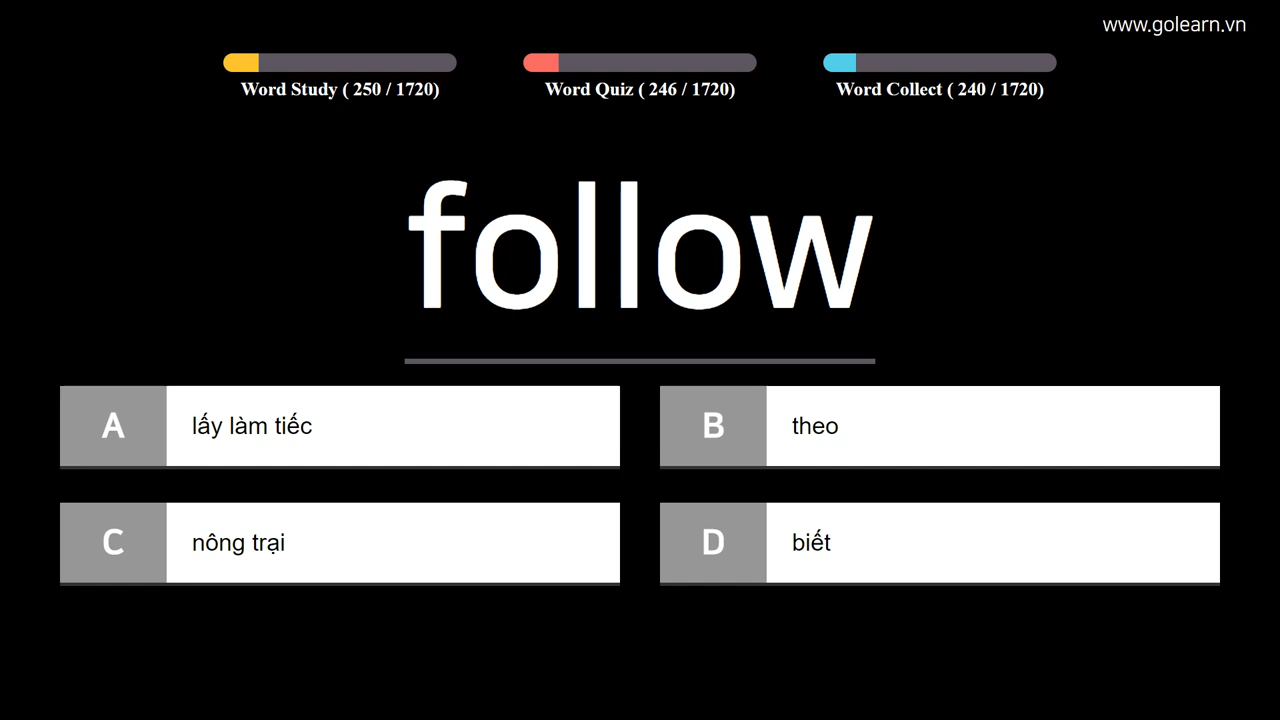 www.golearn.vn
Word Study ( 250 / 1720)
Word Quiz ( 246 / 1720)
Word Collect ( 240 / 1720)
follow
A lấy làm tiếc
B theo
C nông trại
D biết